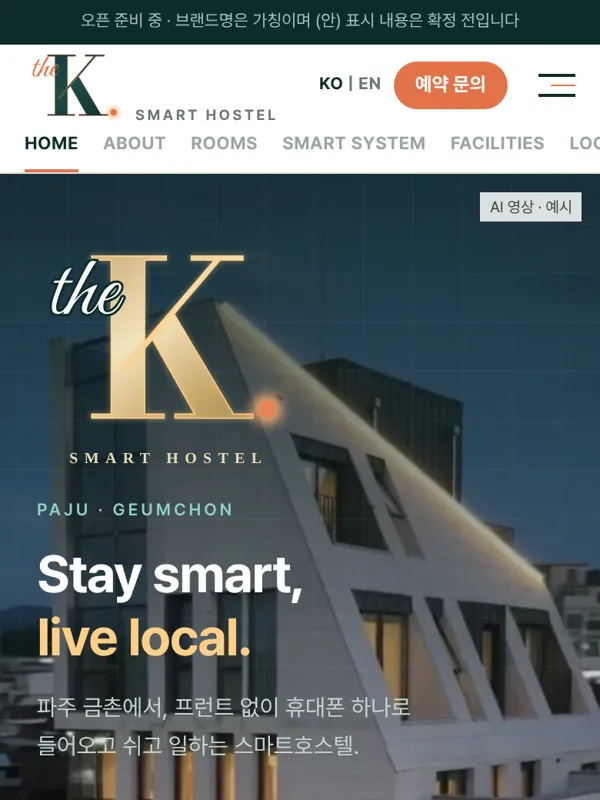 오픈 준비 중 · 브랜드명은 가칭이며 (안) 표시 내용은 확정 전입니다
the K.
SMART HOSTEL
KO | EN
예약 문의
HOME ABOUT ROOMS SMART SYSTEM FACILITIES LOC
AI 영상 · 예시
the K.
SMART HOSTEL
PAJU · GEUMCHON
Stay smart,
live local.
파주 금촌에서, 프런트 없이 휴대폰 하나로
들어오고 쉬고 일하는 스마트호스텔.